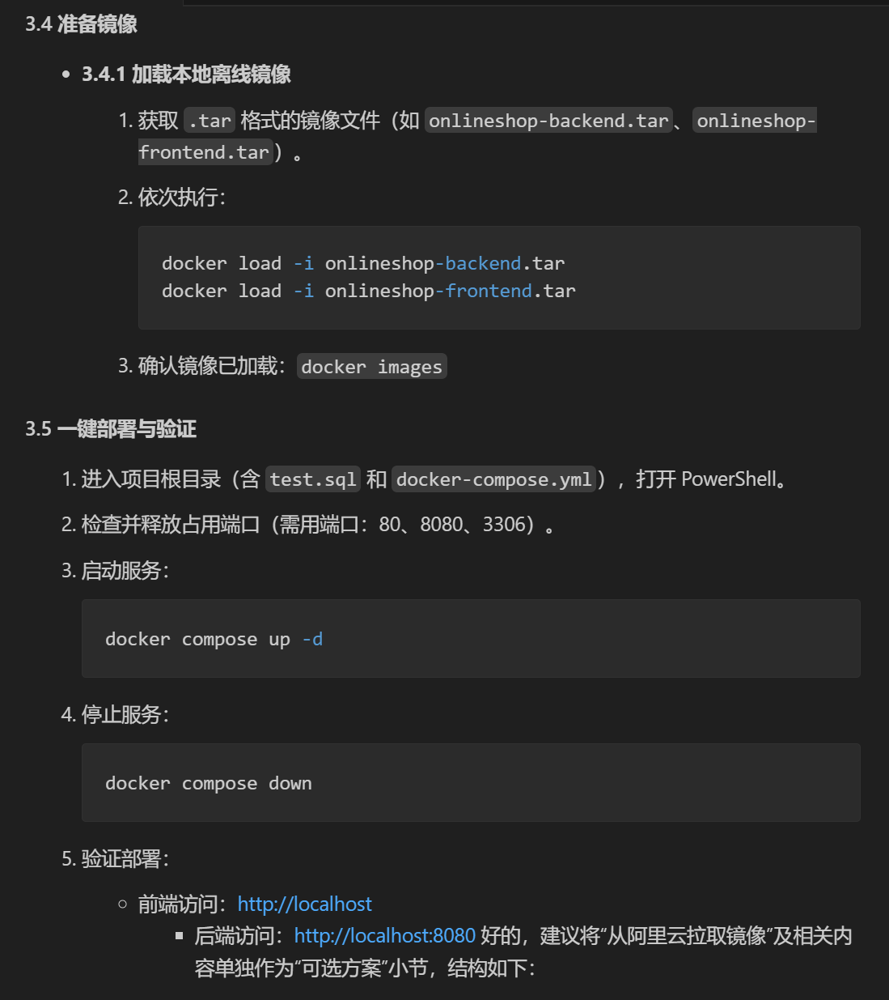 3.4 准备镜像
• 3.4.1 加载本地离线镜像
1. 获取 .tar 格式的镜像文件（如 onlineshop-backend.tar、onlineshop-
frontend.tar）。
2. 依次执行：
docker load -i onlineshop-backend.tar
docker load -i onlineshop-frontend.tar
3. 确认镜像已加载：docker images
3.5 一键部署与验证
1. 进入项目根目录（含 test.sql 和 docker-compose.yml），打开 PowerShell。
2. 检查并释放占用端口（需用端口：80、8080、3306）。
3. 启动服务：
docker compose up -d
4. 停止服务：
docker compose down
5. 验证部署：
○ 前端访问：http://localhost
▪ 后端访问：http://localhost:8080 好的，建议将“从阿里云拉取镜像”及相关内
容单独作为“可选方案”小节，结构如下：